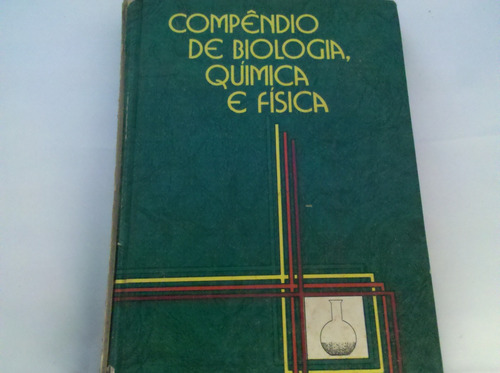 COMPÊNDIO
DE BIOLOGIA,
QUÍMICA
E FÍSICA